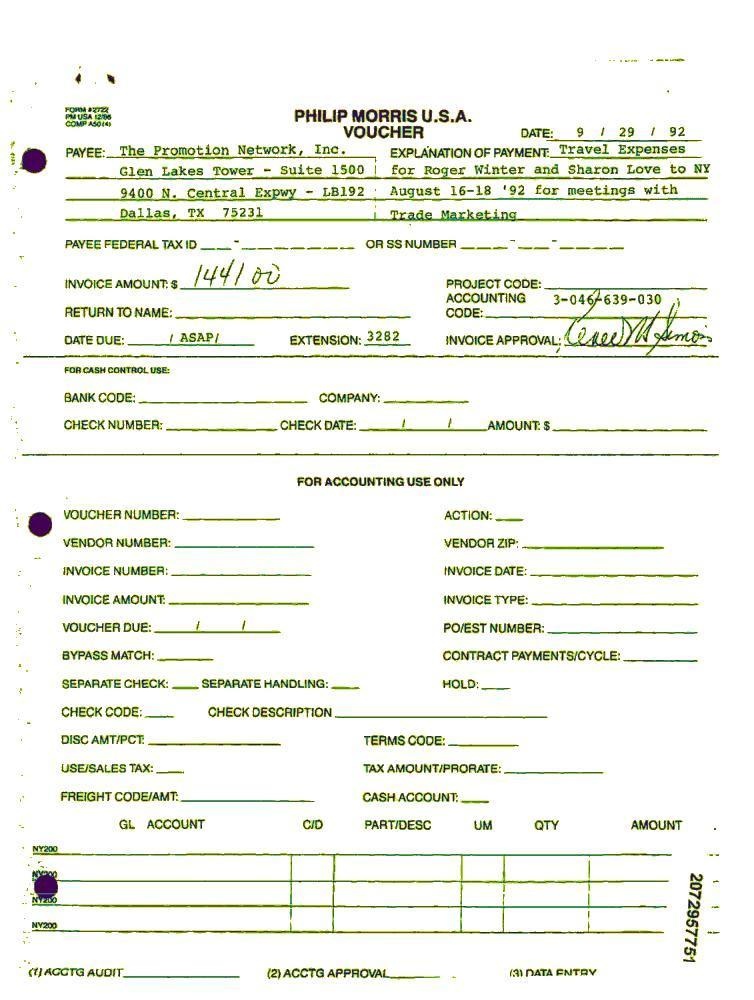 FORM #2722
PM USA 12/86
COMP A50(4)
PHILIP MORRIS U.S.A.
VOUCHER
DATE: 9 / 29 / 92
PAYEE: The Promotion Network, Inc. EXPLANATION OF PAYMENT: Travel Expenses
Glen Lakes Tower - Suite 1500 for Roger Winter and Sharon Love to NY
9400 N. Central Expwy - LB192 August 16-18 '92 for meetings with
Dallas, TX 75231 Trade Marketing
PAYEE FEDERAL TAX ID ___-________ OR SS NUMBER ____-___-____
INVOICE AMOUNT: $ 1441 00 PROJECT CODE:
ACCOUNTING 3-046-639-030
RETURN TO NAME: CODE:
DATE DUE: / ASAP/ EXTENSION: 3282 INVOICE APPROVAL:
FOR CASH CONTROL USE:
BANK CODE: COMPANY:
CHECK NUMBER: CHECK DATE: / / AMOUNT: $
FOR ACCOUNTING USE ONLY
VOUCHER NUMBER: ACTION:
VENDOR NUMBER: VENDOR ZIP:
INVOICE NUMBER: INVOICE DATE:
INVOICE AMOUNT: INVOICE TYPE:
VOUCHER DUE: / / PO/EST NUMBER:
BYPASS MATCH: CONTRACT PAYMENTS/CYCLE:
SEPARATE CHECK: SEPARATE HANDLING: HOLD:
CHECK CODE: CHECK DESCRIPTION
DISC AMT/PCT: TERMS CODE:
USE/SALES TAX: TAX AMOUNT/PRORATE:
FREIGHT CODE/AMT: CASH ACCOUNT:
GL ACCOUNT C/D PART/DESC UM QTY AMOUNT
NY200
NY200
NY200
NY200
2072957751
(1) ACCTG AUDIT (2) ACCTG APPROVAL (3) DATA ENTRY